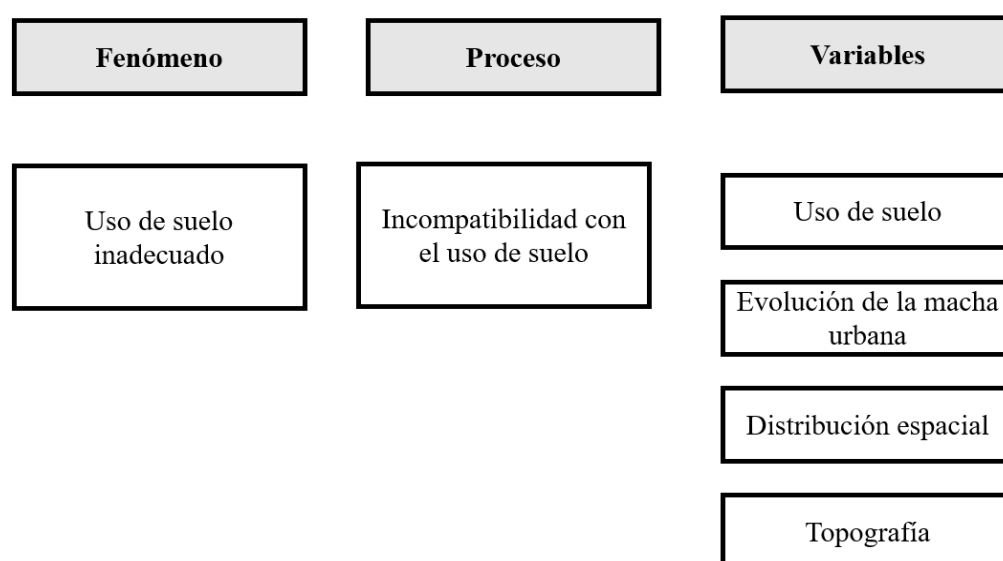 Fenómeno
Proceso
Variables
Uso de suelo
inadecuado
Incompatibilidad con
el uso de suelo
Uso de suelo
Evolución de la macha
urbana
Distribución espacial
Topografía